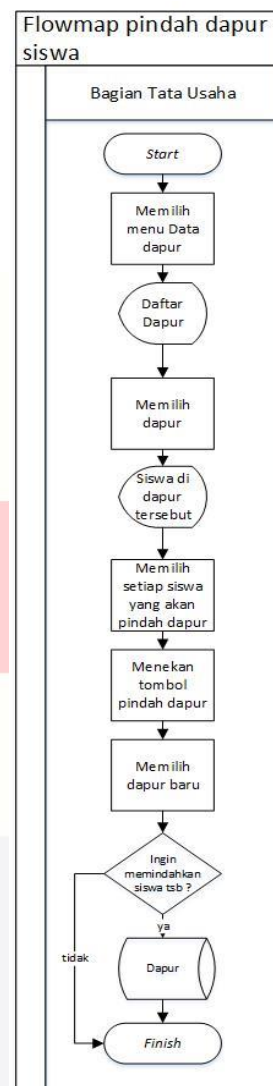 Flowmap pindah dapur
siswa
Bagian Tata Usaha
Start
Memilih
menu Data
dapur
Daftar
Dapur
Memilih
dapur
Siswa di
dapur
tersebut
Memilih
setiap siswa
yang akan
pindah dapur
Menekan
tombol
pindah dapur
Memilih
dapur baru
Ingin
memindahkan
siswa tsb ?
ya
tidak
Dapur
Finish